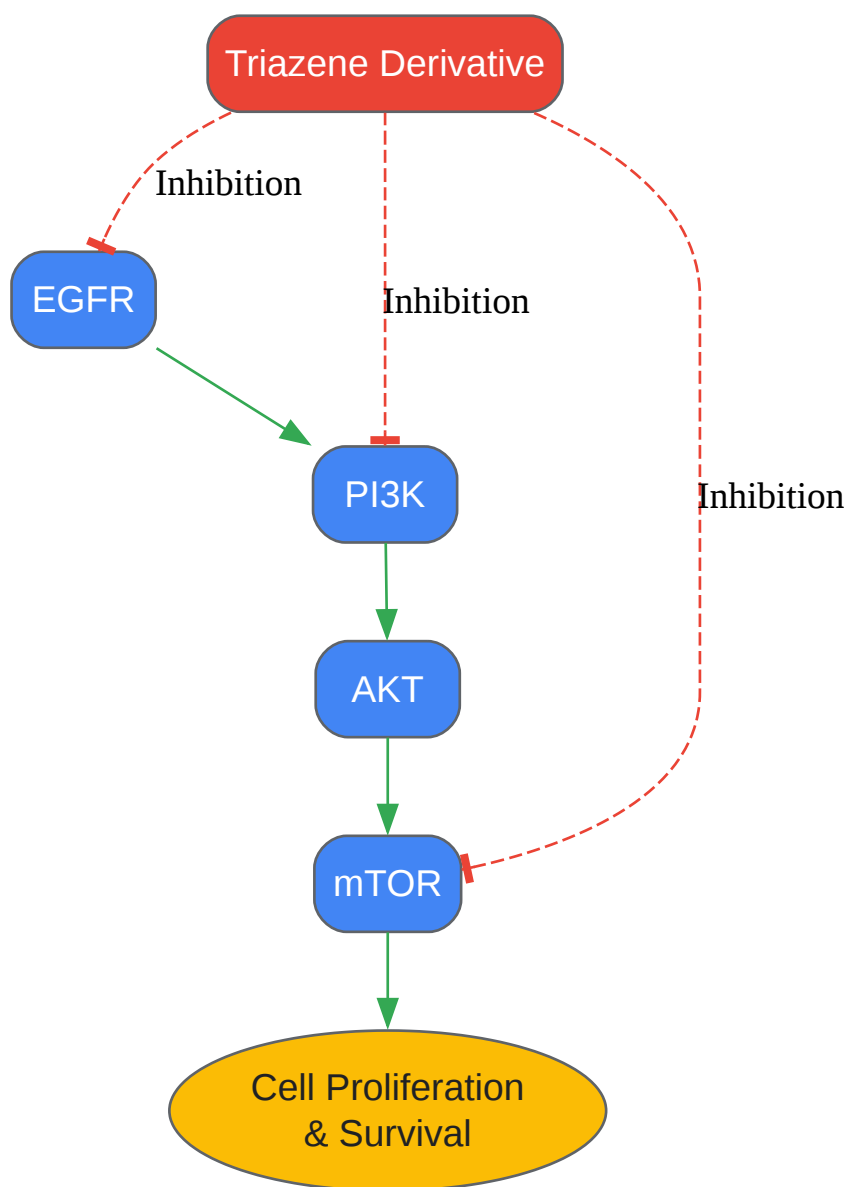 Triazene Derivative
Inhibition
EGFR
Inhibition
PI3K
Inhibition
AKT
mTOR
Cell Proliferation
& Survival